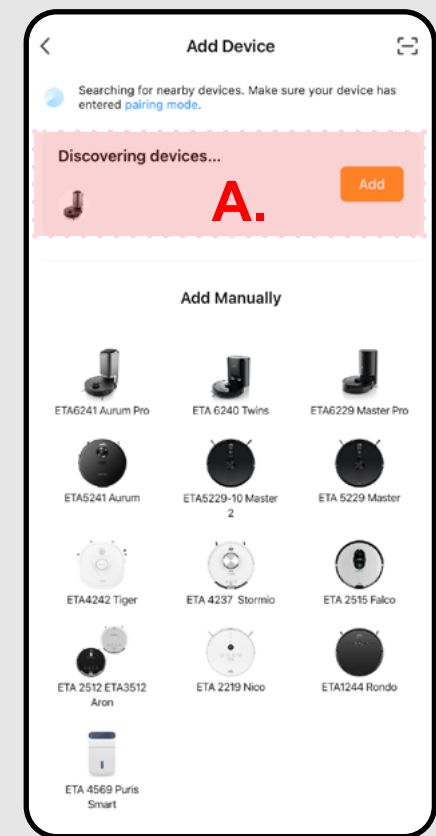 Add Device
Searching for nearby devices. Make sure your device has
entered pairing mode.
Discovering devices...
Add
A.
Add Manually
ETA6241 Aurum Pro
ETA 6240 Twins
ETA6229 Master Pro
ETA5241 Aurum
ETA5229-10 Master
2
ETA 5229 Master
ETA4242 Tiger
ETA 4237  Stormio
ETA 2515 Falco
ETA 2512 ETA3512
Aron
ETA 2219 Nico
ETA1244 Rondo
ETA 4569 Puris
Smart